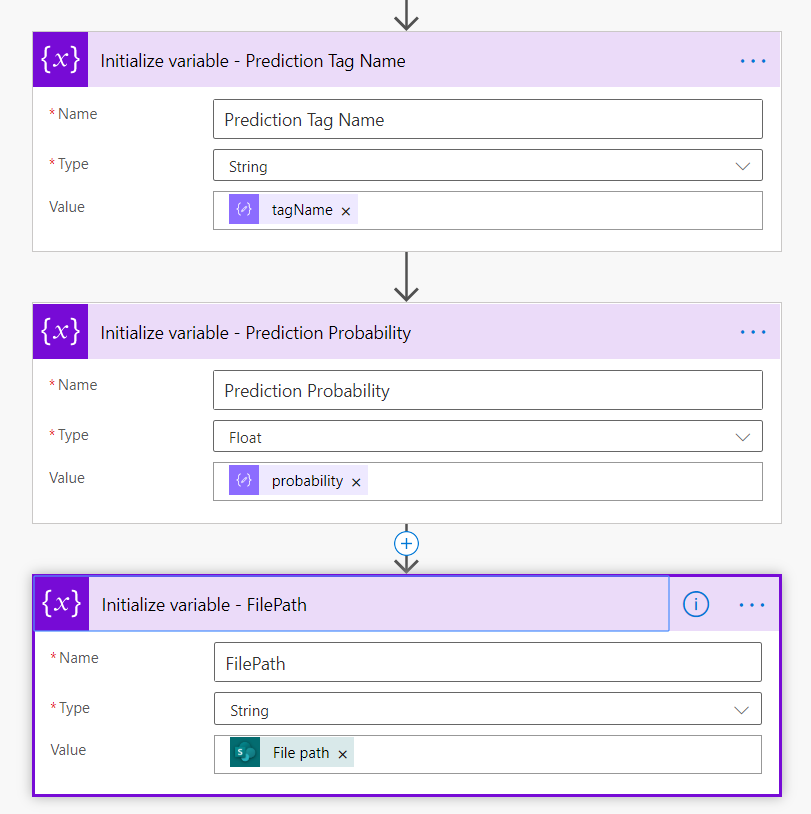 {x} Initialize variable - Prediction Tag Name ...
* Name Prediction Tag Name
* Type String
Value tagName ×
{x} Initialize variable - Prediction Probability ...
* Name Prediction Probability
* Type Float
Value probability ×
{x} Initialize variable - FilePath i ...
* Name FilePath
* Type String
Value S File path ×